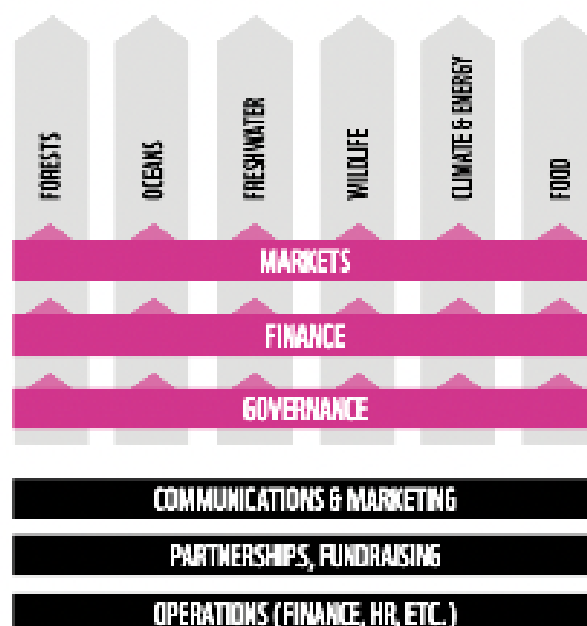 FORESTS
OCEANS
FRESHWATER
WILDLIFE
CLIMATE & ENERGY
FOOD
MARKETS
FINANCE
GOVERNANCE
COMMUNICATIONS & MARKETING
PARTNERSHIPS, FUNDRAISING
OPERATIONS (FINANCE, HR, ETC. )